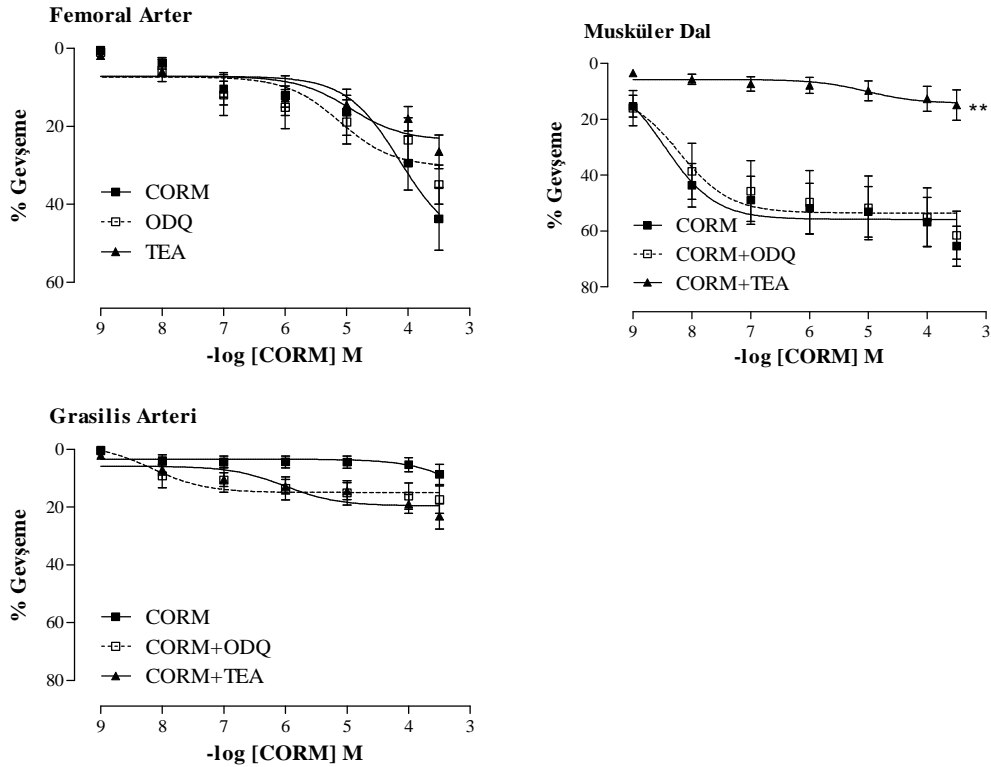 Femoral Arter
% Gevşeme
0
20
40
60
CORM
ODQ
TEA
9 8 7 6 5 4 3
-log [CORM] M
Musküler Dal
% Gevşeme
0
20
40
60
80
**
CORM
CORM+ODQ
CORM+TEA
9 8 7 6 5 4 3
-log [CORM] M
Grasilis Arteri
% Gevşeme
0
20
40
60
80
CORM
CORM+ODQ
CORM+TEA
9 8 7 6 5 4 3
-log [CORM] M